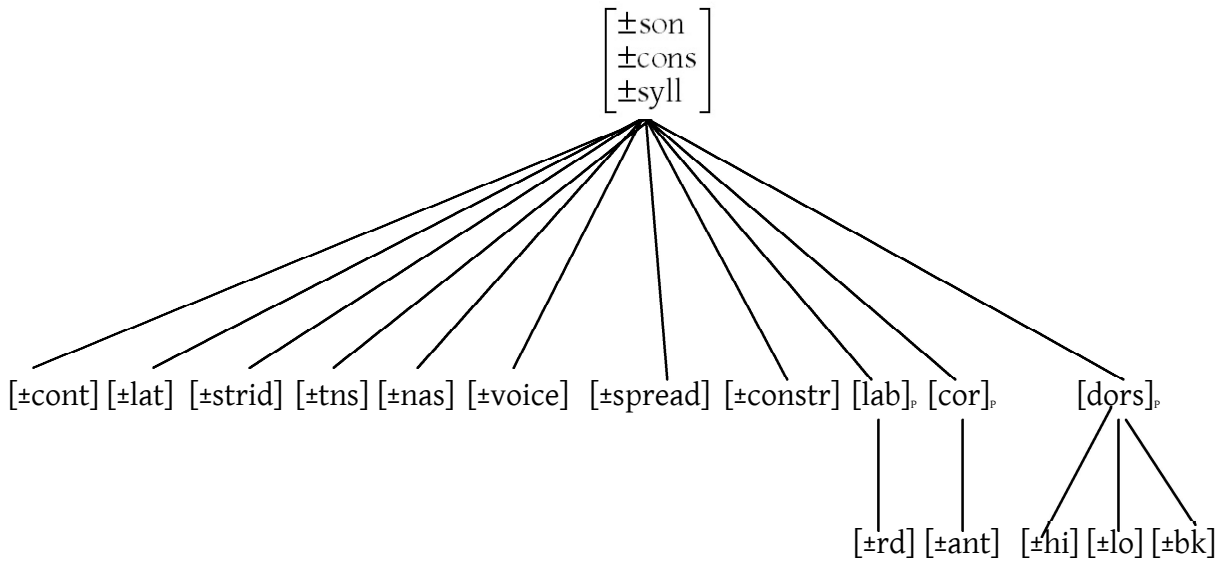 ±son
±cons
±syll
[±cont] [±lat] [±strid] [±tns] [±nas] [±voice] [±spread] [±constr] [lab]P [cor]P [dors]P
[±rd] [±ant] [±hi] [±lo] [±bk]